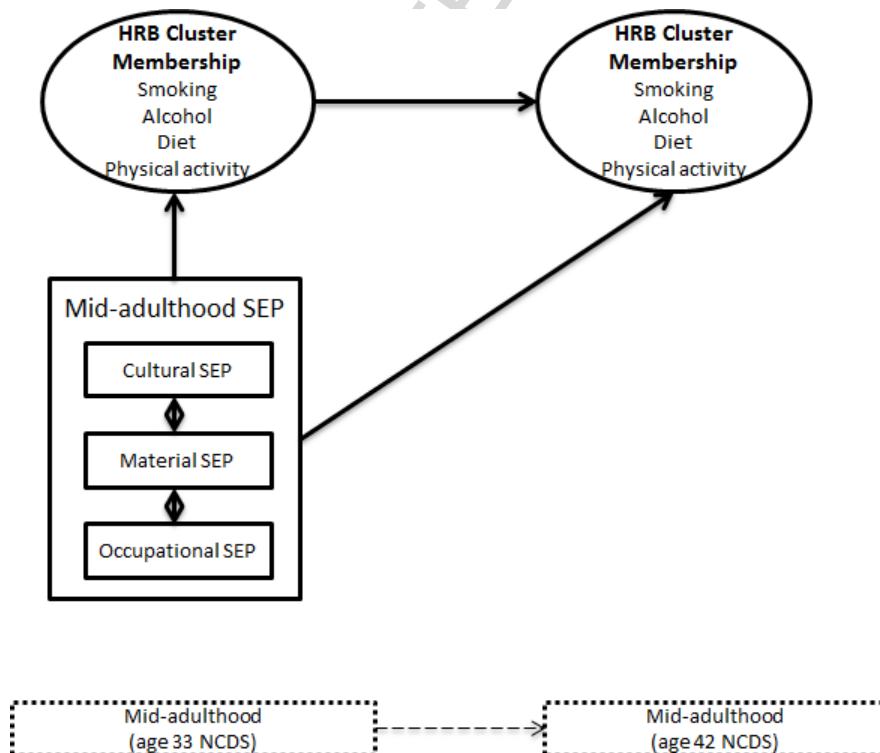 HRB Cluster
Membership
Smoking
Alcohol
Diet
Physical activity
HRB Cluster
Membership
Smoking
Alcohol
Diet
Physical activity
Mid-adulthood SEP
Cultural SEP
Material SEP
Occupational SEP
Mid-adulthood
(age 33 NCDS)
Mid-adulthood
(age 42 NCDS)